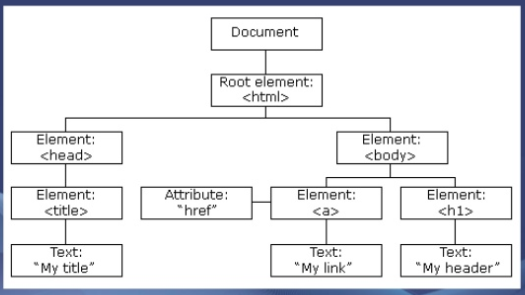 Document
Root element:
<html>
Element:
<head>
Element:
<body>
Element:
<title>
Attribute:
“href”
Element:
<a>
Element:
<h1>
Text:
“My title”
Text:
“My link”
Text:
“My header”